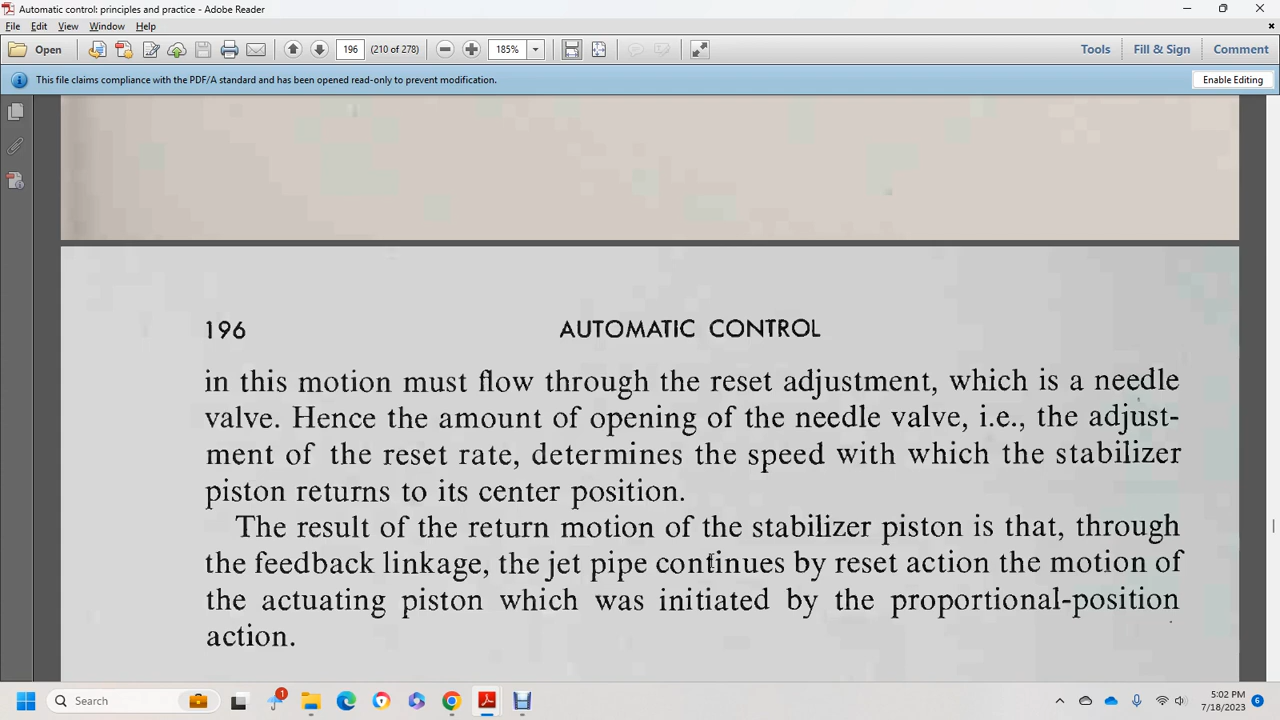 Automatic control: principles and practice - Adobe Reader
File Edit View Window Help
Open 196 (210 of 278) 185% Tools Fill & Sign Comment
This file claims compliance with the PDF/A standard and has been opened read-only to prevent modification. Enable Editing
196 AUTOMATIC CONTROL
in this motion must flow through the reset adjustment, which is a needle
valve. Hence the amount of opening of the needle valve, i.e., the adjust-
ment of the reset rate, determines the speed with which the stabilizer
piston returns to its center position.
The result of the return motion of the stabilizer piston is that, through
the feedback linkage, the jet pipe continues by reset action the motion of
the actuating piston which was initiated by the proportional-position
action.
Search 1 5:02 PM
7/18/2023 6